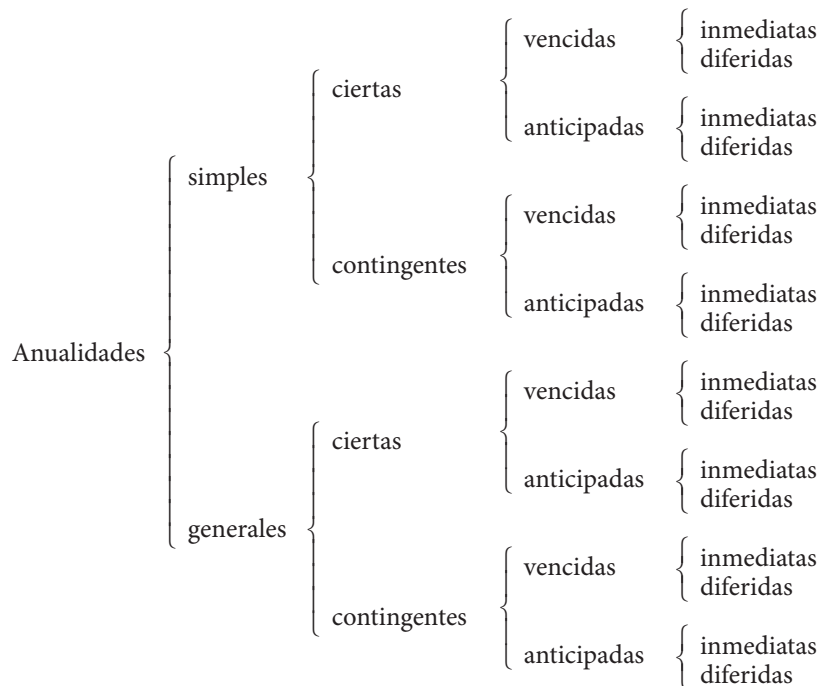 Anualidades
simples
ciertas
vencidas
inmediatas
diferidas
anticipadas
inmediatas
diferidas
contingentes
vencidas
inmediatas
diferidas
anticipadas
inmediatas
diferidas
generales
ciertas
vencidas
inmediatas
diferidas
anticipadas
inmediatas
diferidas
contingentes
vencidas
inmediatas
diferidas
anticipadas
inmediatas
diferidas